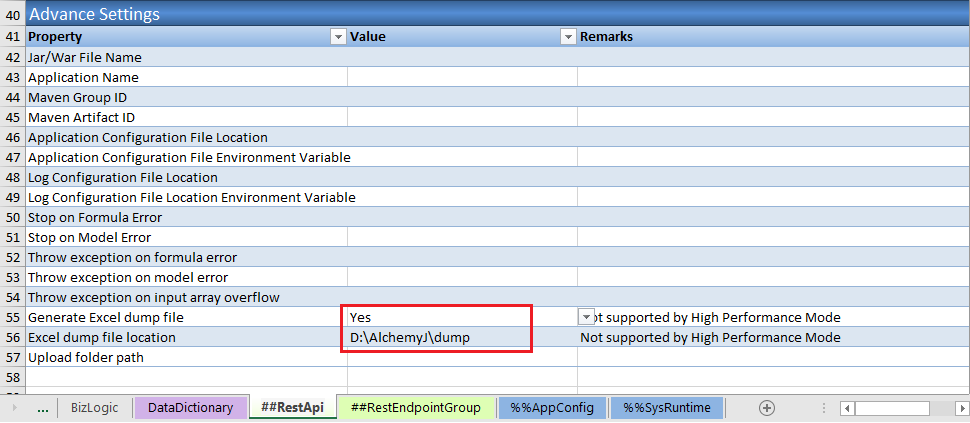 40 Advance Settings
41 Property Value Remarks
42 Jar/War File Name
43 Application Name
44 Maven Group ID
45 Maven Artifact ID
46 Application Configuration File Location
47 Application Configuration File Environment Variable
48 Log Configuration File Location
49 Log Configuration File Location Environment Variable
50 Stop on Formula Error
51 Stop on Model Error
52 Throw exception on formula error
53 Throw exception on model error
54 Throw exception on input array overflow
55 Generate Excel dump file Yes ot supported by High Performance Mode
56 Excel dump file location D:\AlchemyJ\dump Not supported by High Performance Mode
57 Upload folder path
58
... BizLogic DataDictionary ##RestApi ##RestEndpointGroup %%AppConfig %%SysRuntime